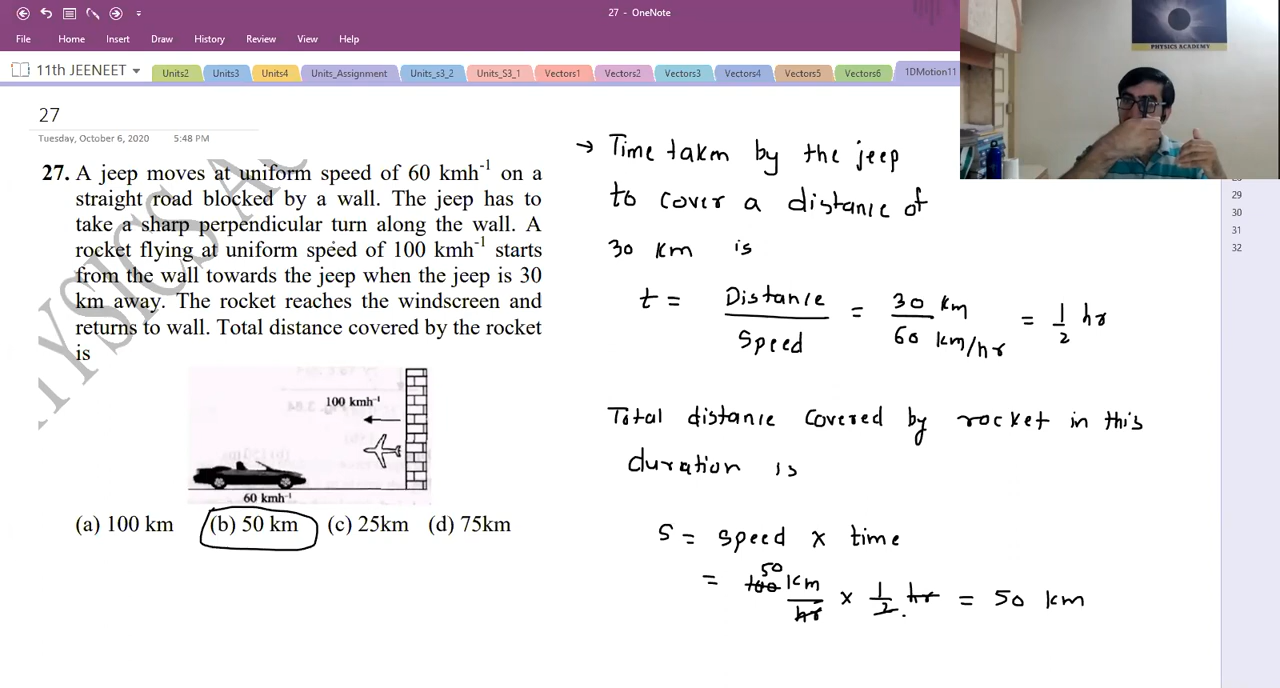 27 - OneNote
File Home Insert Draw History Review View Help
11th JEENEET Units2 Units3 Units4 Units_Assignment Units_s3_2 Units_S3_1 Vectors1 Vectors2 Vectors3 Vectors4 Vectors5 Vectors6 1DMotion11
PHYSICS ACADEMY
27
Tuesday, October 6, 2020 5:48 PM
27. A jeep moves at uniform speed of 60 kmh⁻¹ on a
straight road blocked by a wall. The jeep has to
take a sharp perpendicular turn along the wall. A
rocket flying at uniform speed of 100 kmh⁻¹ starts
from the wall towards the jeep when the jeep is 30
km away. The rocket reaches the windscreen and
returns to wall. Total distance covered by the rocket
is
100 kmh⁻¹
60 kmh⁻¹
(a) 100 km (b) 50 km (c) 25km (d) 75km
→ Time takm by the jeep
to cover a distance of
30 km is
t = Distance / Speed = 30 km / 60 km/hr = 1/2 hr
Total distance covered by rocket in this
duration is
S = speed x time
50
= 100 km / hr x 1/2 hr = 50 km
29
30
31
32